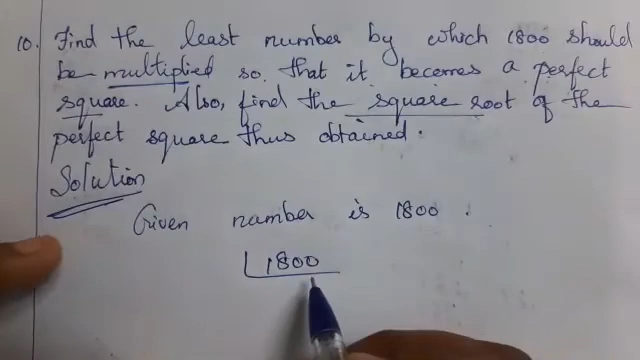 10. Find the least number by which 1800 should
be multiplied so that it becomes a perfect
square. Also, find the square root of the
perfect square thus obtained.
Solution
Given number is 1800.
1800